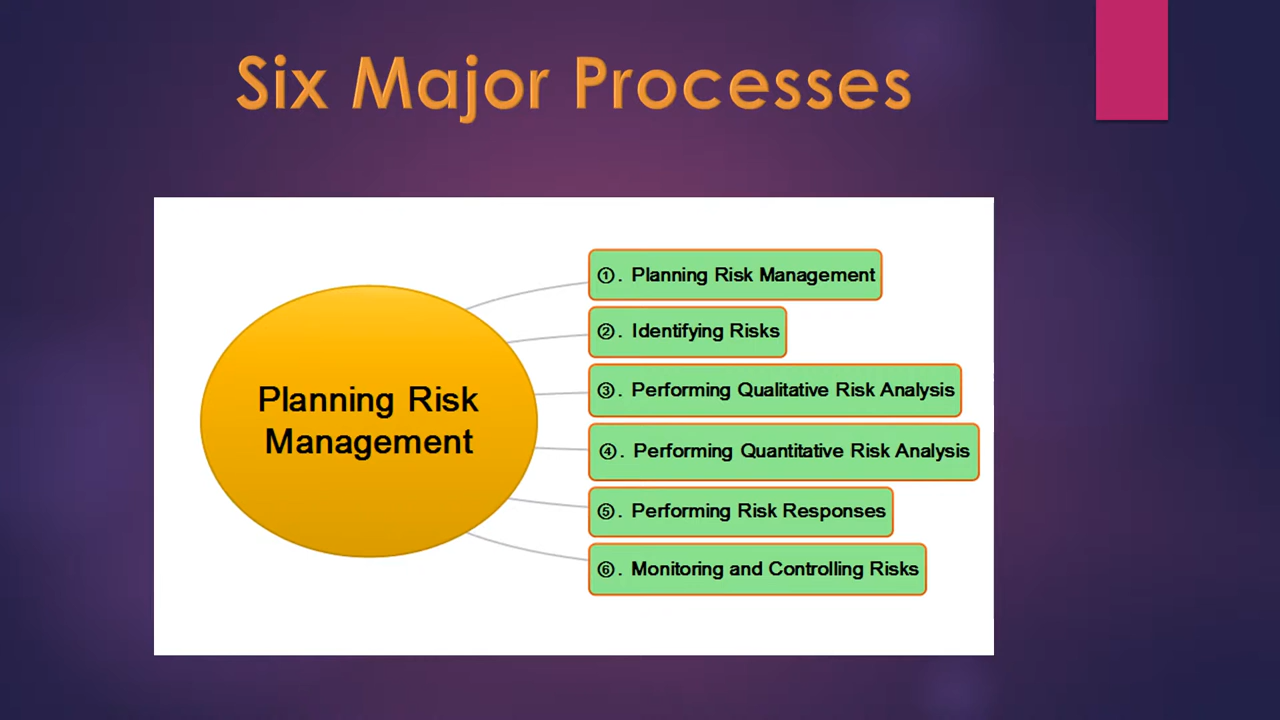 Six Major Processes
Planning Risk
Management
①. Planning Risk Management
②. Identifying Risks
③. Performing Qualitative Risk Analysis
④. Performing Quantitative Risk Analysis
⑤. Performing Risk Responses
⑥. Monitoring and Controlling Risks